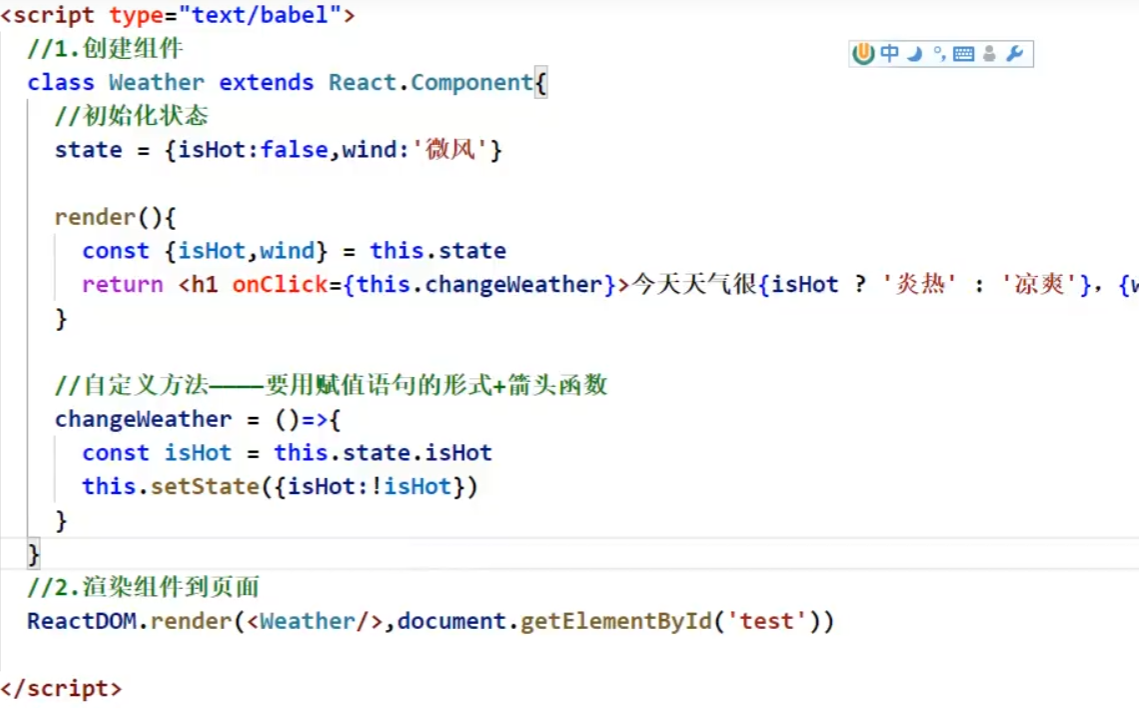 <script type="text/babel">
//1.创建组件
class Weather extends React.Component{
//初始化状态
state = {isHot:false,wind:'微风'}
render(){
const {isHot,wind} = this.state
return <h1 onClick={this.changeWeather}>今天天气很{isHot ? '炎热' : '凉爽'}，{w
}
//自定义方法————要用赋值语句的形式+箭头函数
changeWeather = ()=>{
const isHot = this.state.isHot
this.setState({isHot:!isHot})
}
}
//2.渲染组件到页面
ReactDOM.render(<Weather/>,document.getElementById('test'))
</script>
中